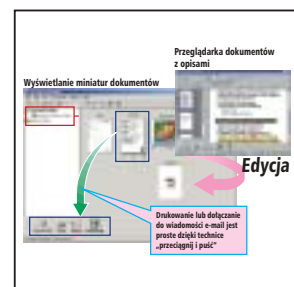 Przeglądarka dokumentów
z opisami
Wyświetlanie miniatur dokumentów
Edycja
Drukowanie lub dołączanie
do wiadomości e-mail jest
proste dzięki technice
„przeciągnij i puść”